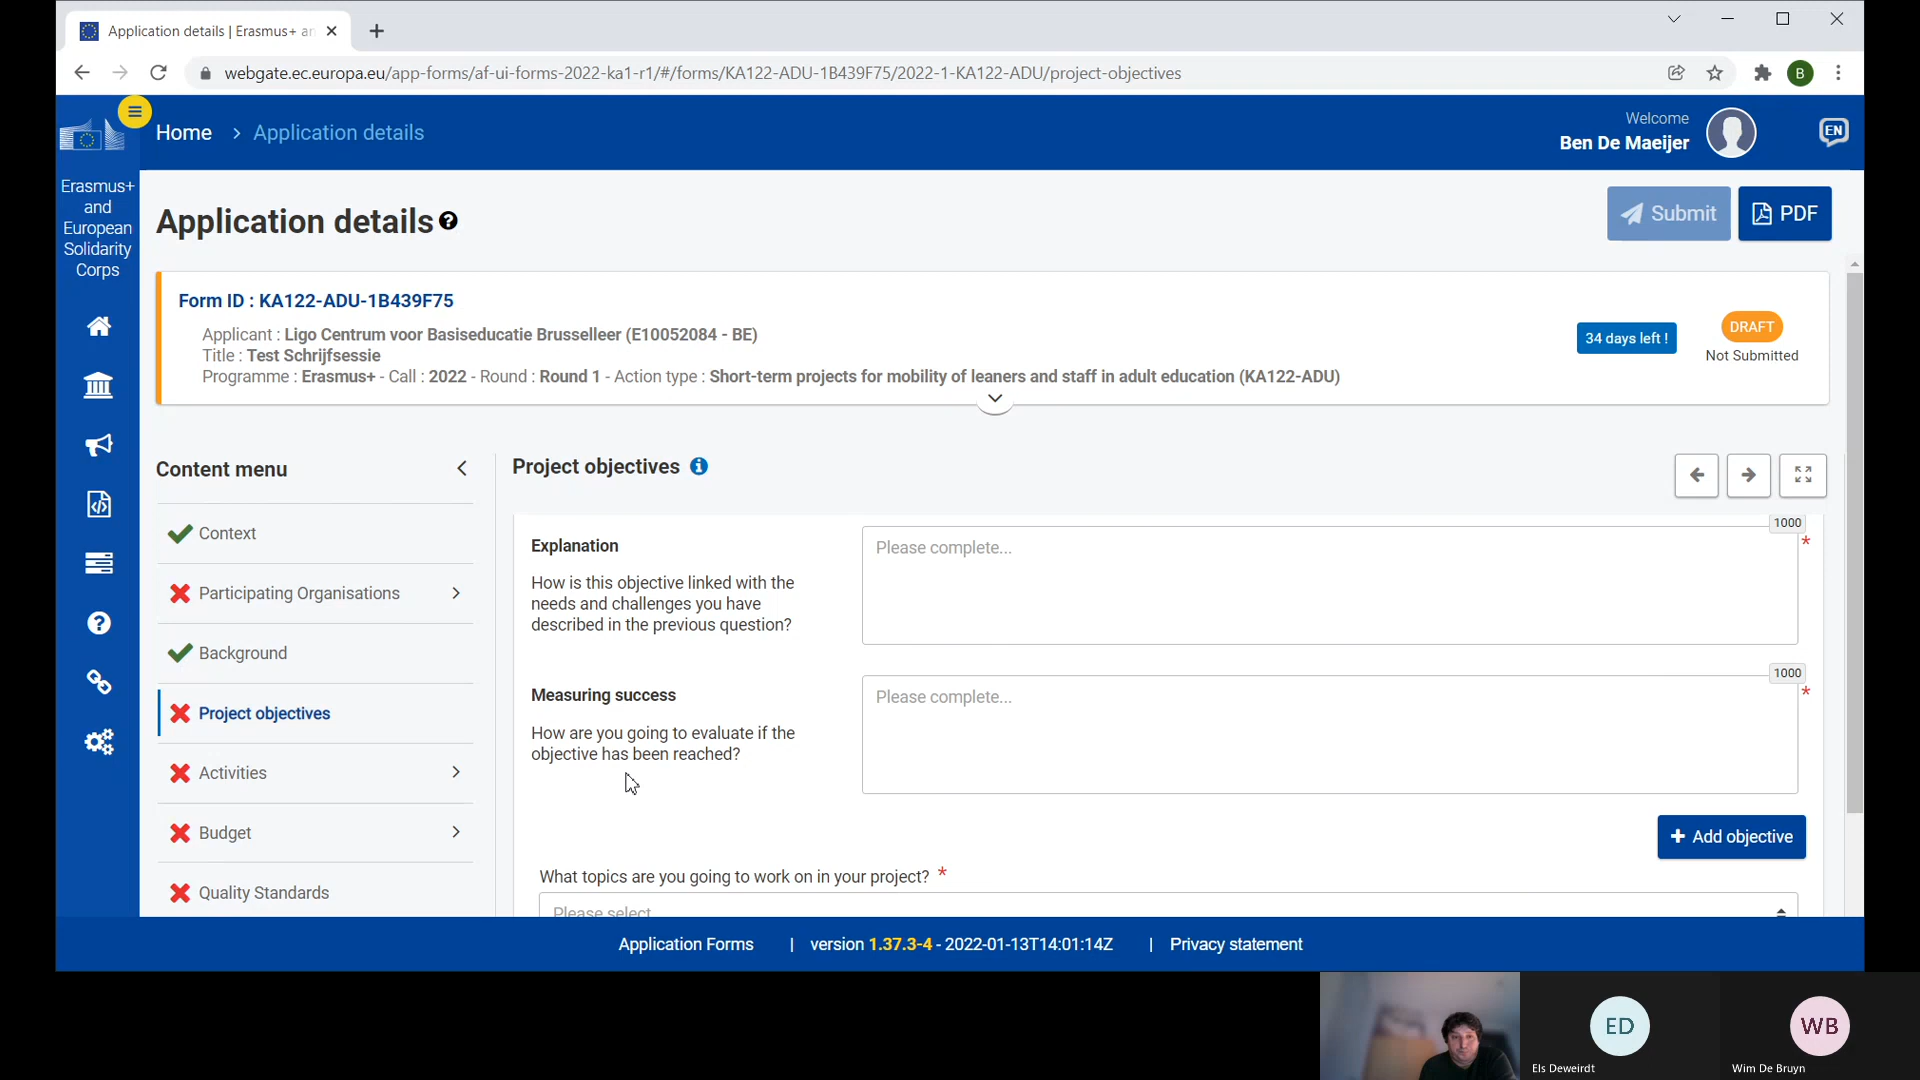 Application details | Erasmus+ an
webgate.ec.europa.eu/app-forms/af-ui-forms-2022-ka1-r1/#/forms/KA122-ADU-1B439F75/2022-1-KA122-ADU/project-objectives
B
Home > Application details
Welcome
Ben De Maeijer
EN
Erasmus+
and
European
Solidarity
Corps
Application details
Submit
PDF
Form ID : KA122-ADU-1B439F75
Applicant : Ligo Centrum voor Basiseducatie Brusselleer (E10052084 - BE)
Title : Test Schrijfsessie
Programme : Erasmus+ - Call : 2022 - Round : Round 1 - Action type : Short-term projects for mobility of leaners and staff in adult education (KA122-ADU)
34 days left !
DRAFT
Not Submitted
Content menu
Context
Participating Organisations
Background
Project objectives
Activities
Budget
Quality Standards
Project objectives
Explanation
How is this objective linked with the
needs and challenges you have
described in the previous question?
1000
Please complete...
*
Measuring success
How are you going to evaluate if the
objective has been reached?
1000
Please complete...
*
+ Add objective
What topics are you going to work on in your project? *
Please select
Application Forms | version 1.37.3-4 - 2022-01-13T14:01:14Z | Privacy statement
ED
Els Deweirdt
WB
Wim De Bruyn